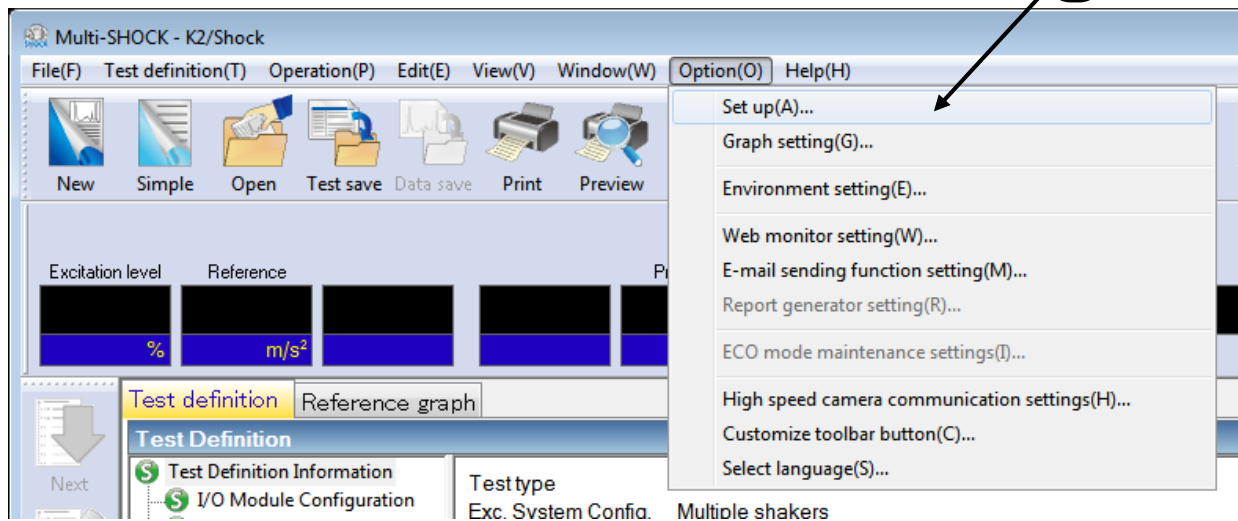 Multi-SHOCK - K2/Shock
File(F) Test definition(T) Operation(P) Edit(E) View(V) Window(W) Option(O) Help(H)
New Simple Open Test save Data save Print Preview
Set up(A)...
Graph setting(G)...
Environment setting(E)...
Web monitor setting(W)...
E-mail sending function setting(M)...
Report generator setting(R)...
ECO mode maintenance settings(I)...
High speed camera communication settings(H)...
Customize toolbar button(C)...
Select language(S)...
Excitation level Reference
% m/s²
Test definition Reference graph
Test Definition
Next
Test Definition Information
I/O Module Configuration
Test type
Exc. System Config. Multiple shakers